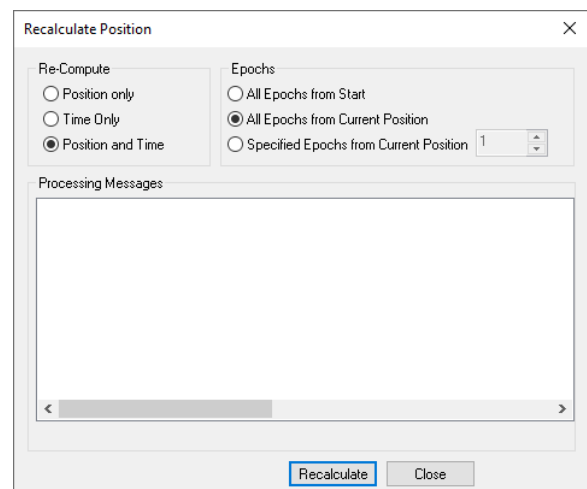 Recalculate Position
Re-Compute
Position only
Time Only
Position and Time
Epochs
All Epochs from Start
All Epochs from Current Position
Specified Epochs from Current Position 1
Processing Messages
Recalculate Close